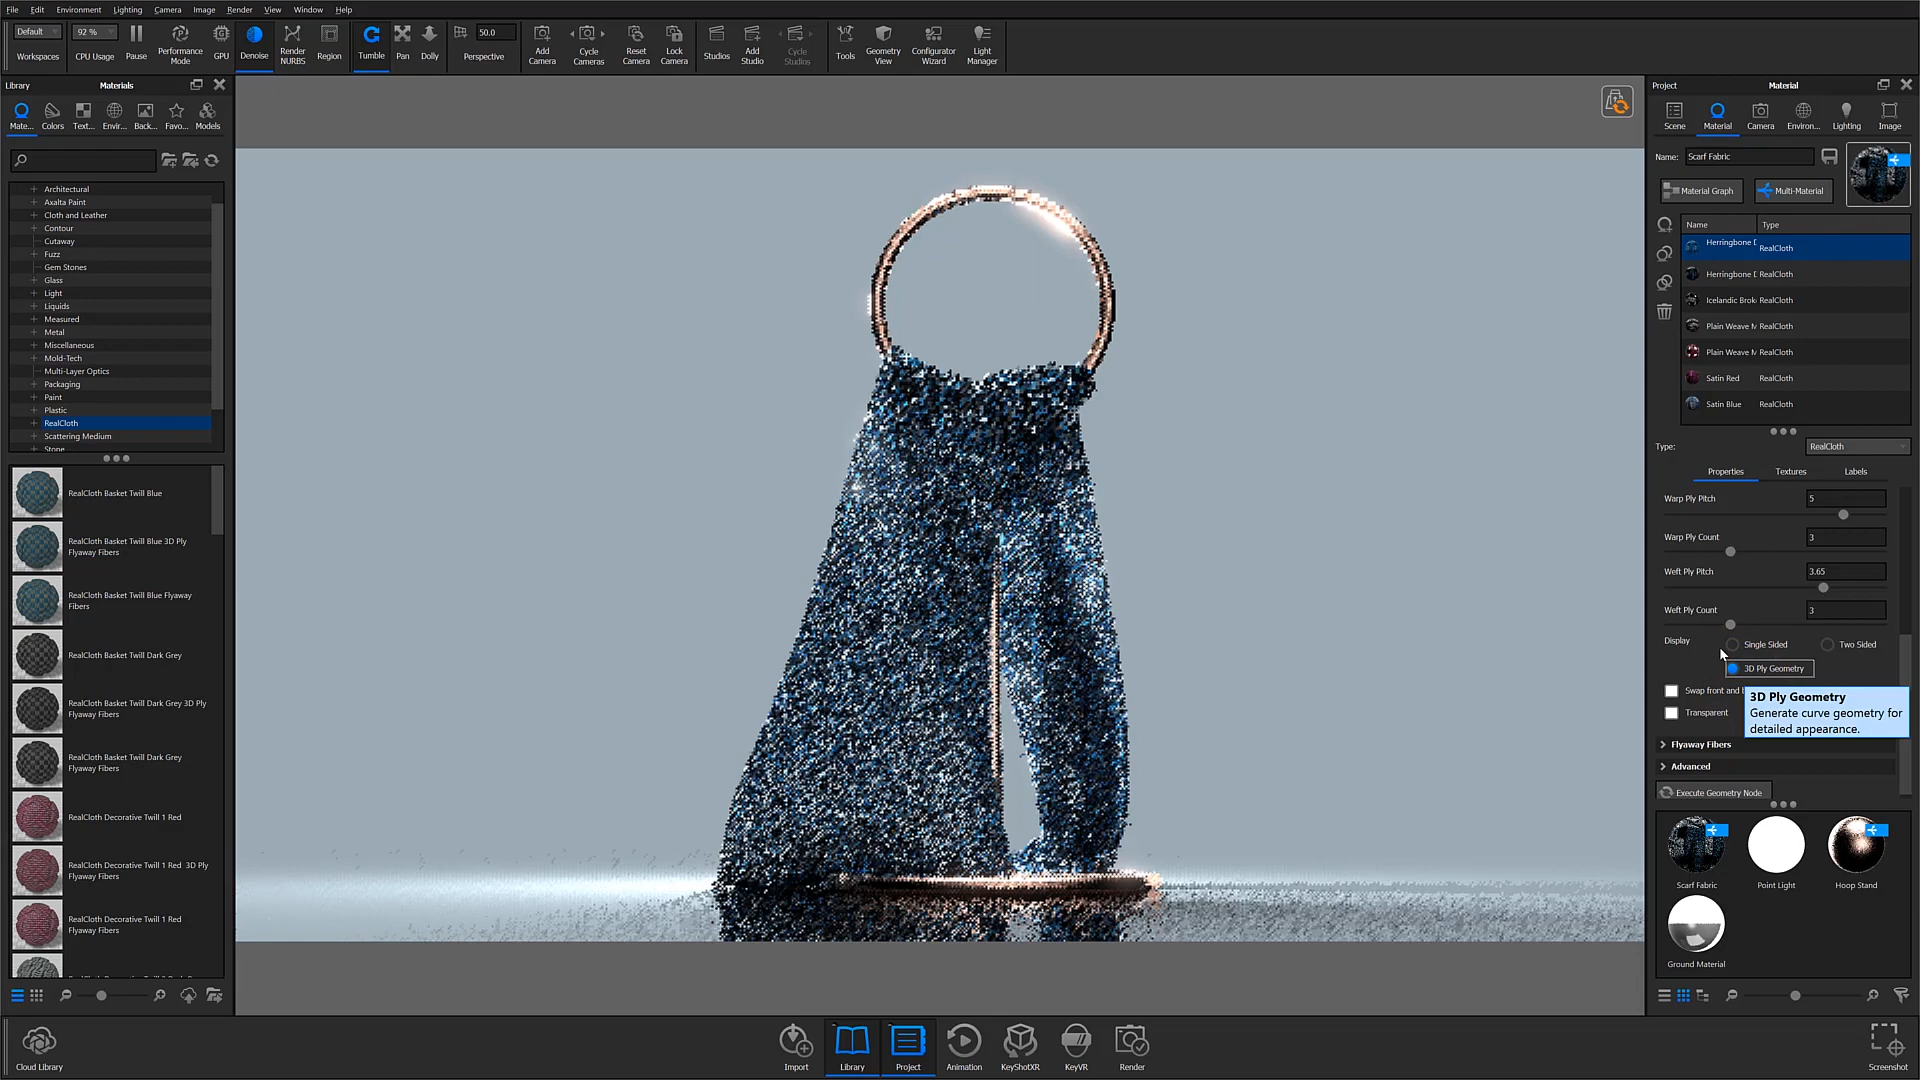 File Edit Environment Lighting Camera Image Render View Window Help
Default
Workspaces
92 %
CPU Usage
Pause
Performance Mode
GPU
Denoise
Render NURBS
Region
Tumble
Pan
Dolly
50.0
Perspective
Add Camera
Cycle Cameras
Reset Camera
Lock Camera
Studios
Add Studio
Cycle Studios
Tools
Geometry View
Configurator Wizard
Light Manager
Library
Materials
Mate... Colors Text... Envir... Back... Favo... Models
Architectural
Axalta Paint
Cloth and Leather
Contour
Cutaway
Fuzz
Gem Stones
Glass
Light
Liquids
Measured
Metal
Miscellaneous
Mold-Tech
Multi-Layer Optics
Packaging
Paint
Plastic
RealCloth
Scattering Medium
Stone
RealCloth Basket Twill Blue
RealCloth Basket Twill Blue 3D Ply
Flyaway Fibers
RealCloth Basket Twill Blue Flyaway
Fibers
RealCloth Basket Twill Dark Grey
RealCloth Basket Twill Dark Grey 3D Ply
Flyaway Fibers
RealCloth Basket Twill Dark Grey
Flyaway Fibers
RealCloth Decorative Twill 1 Red
RealCloth Decorative Twill 1 Red 3D Ply
Flyaway Fibers
RealCloth Decorative Twill 1 Red
Flyaway Fibers
Project
Material
Scene Material Camera Environ... Lighting Image
Name: Scarf Fabric
Material Graph
Multi-Material
Name Type
Herringbone D RealCloth
Herringbone D RealCloth
Icelandic Brok RealCloth
Plain Weave M RealCloth
Plain Weave M RealCloth
Satin Red RealCloth
Satin Blue RealCloth
Type: RealCloth
Properties Textures Labels
Warp Ply Pitch 5
Warp Ply Count 3
Weft Ply Pitch 3.65
Weft Ply Count 3
Display Single Sided Two Sided
3D Ply Geometry
Swap front and b
Transparent
3D Ply Geometry
Generate curve geometry for
detailed appearance.
Flyaway Fibers
Advanced
Execute Geometry Node
Scarf Fabric
Point Light
Hoop Stand
Ground Material
Cloud Library
Import
Library
Project
Animation
KeyShotXR
KeyVR
Render
Screenshot